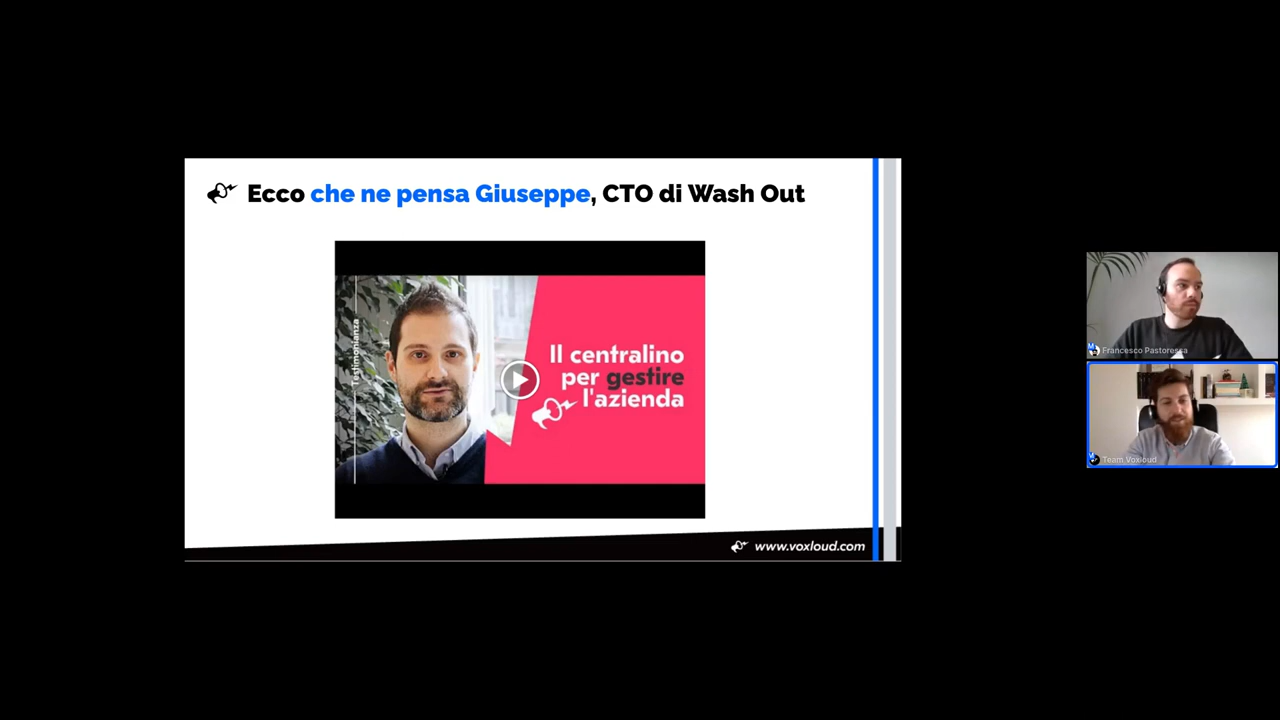 Ecco che ne pensa Giuseppe, CTO di Wash Out
Testimonianza
Il centralino
per gestire
l'azienda
www.voxloud.com
Francesco Pastoressa
Team Voxloud